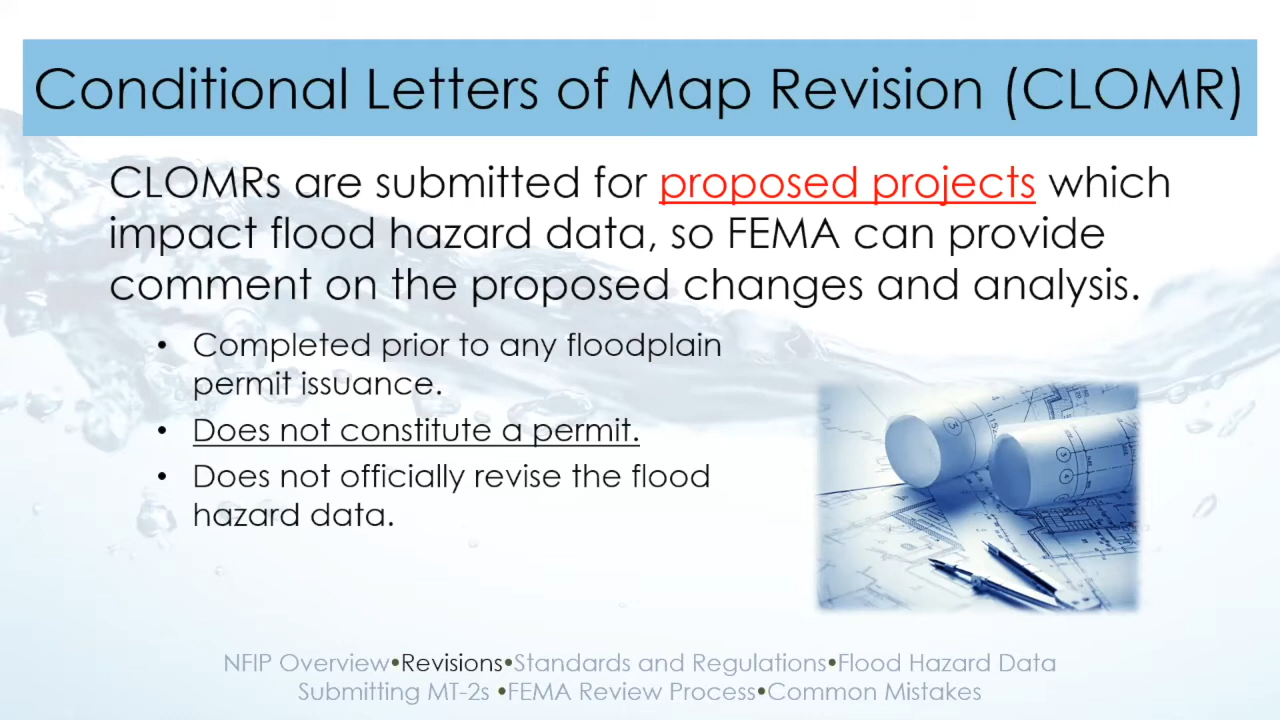 Conditional Letters of Map Revision (CLOMR)
CLOMRs are submitted for proposed projects which
impact flood hazard data, so FEMA can provide
comment on the proposed changes and analysis.
• Completed prior to any floodplain
permit issuance.
• Does not constitute a permit.
• Does not officially revise the flood
hazard data.
NFIP Overview•Revisions•Standards and Regulations•Flood Hazard Data
Submitting MT-2s •FEMA Review Process•Common Mistakes